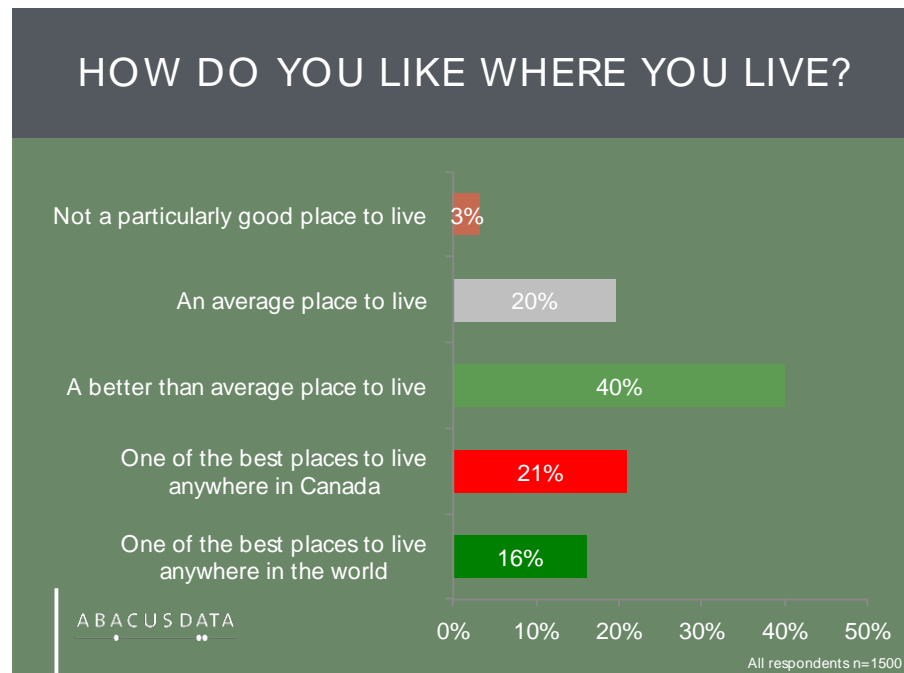 HOW DO YOU LIKE WHERE YOU LIVE?
Not a particularly good place to live
3%
An average place to live
20%
A better than average place to live
40%
One of the best places to live
anywhere in Canada
21%
One of the best places to live
anywhere in the world
16%
0% 10% 20% 30% 40% 50%
ABACUS DATA
All respondents n=1500